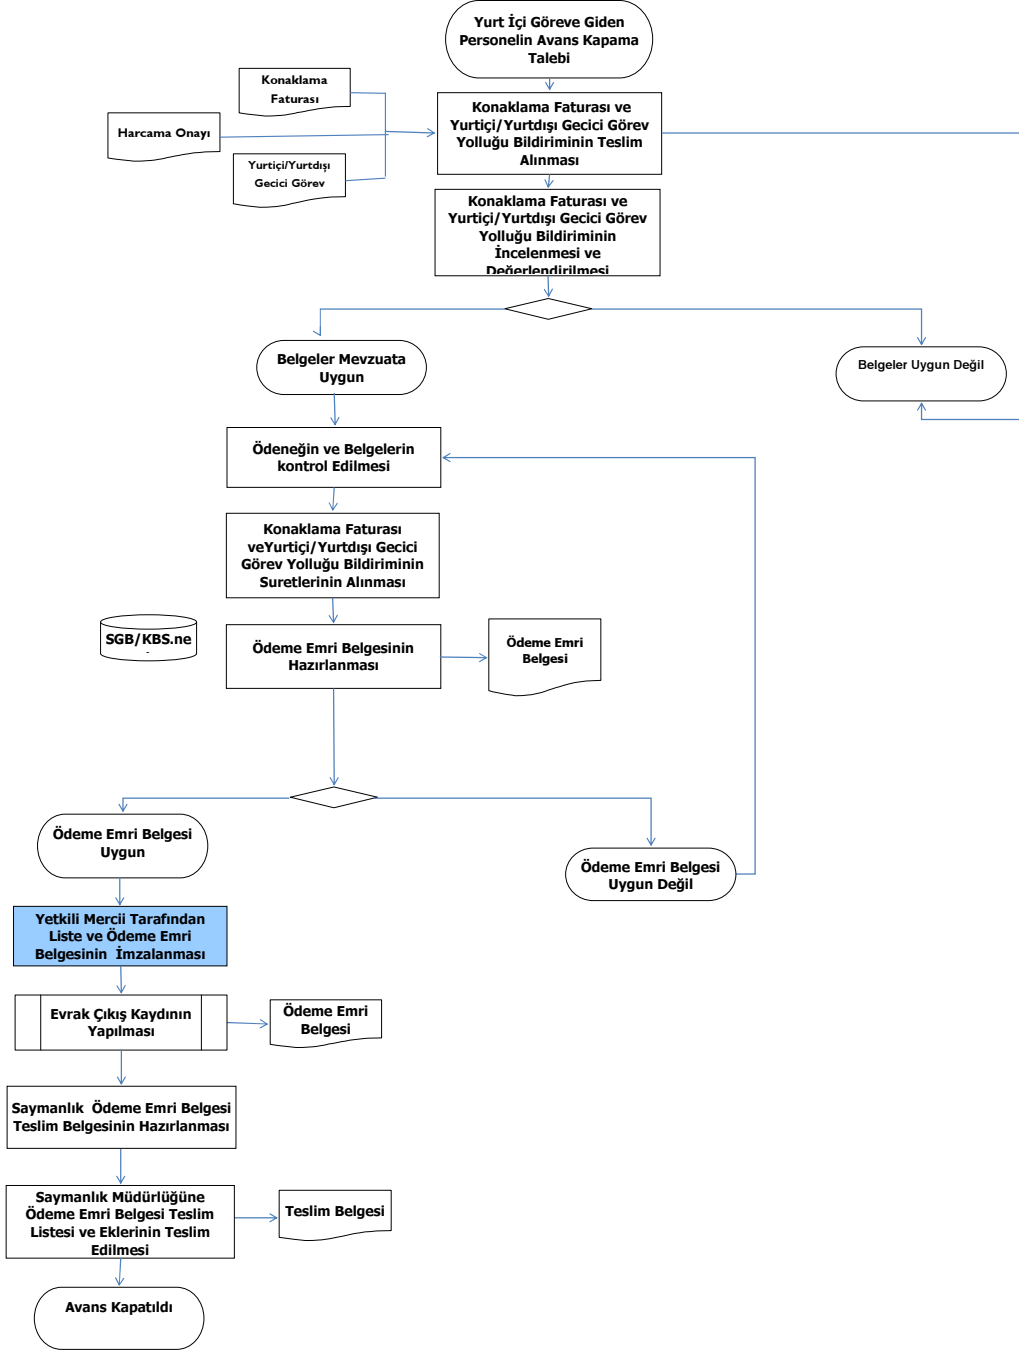 Yurt İçi Göreve Giden
Personelin Avans Kapama
Talebi
Konaklama
Faturası
Harcama Onayı
Yurtiçi/Yurtdışı
Gecici Görev
Konaklama Faturası ve
Yurtiçi/Yurtdışı Gecici Görev
Yolluğu Bildiriminin Teslim
Alınması
Konaklama Faturası ve
Yurtiçi/Yurtdışı Gecici Görev
Yolluğu Bildiriminin
İncelenmesi ve
Değerlendirilmesi
Belgeler Mevzuata
Uygun
Belgeler Uygun Değil
Ödeneğin ve Belgelerin
kontrol Edilmesi
Konaklama Faturası
veYurtiçi/Yurtdışı Gecici
Görev Yolluğu Bildiriminin
Suretlerinin Alınması
SGB/KBS.ne
Ödeme Emri Belgesinin
Hazırlanması
Ödeme Emri
Belgesi
Ödeme Emri Belgesi
Uygun
Ödeme Emri Belgesi
Uygun Değil
Yetkili Mercii Tarafından
Liste ve Ödeme Emri
Belgesinin İmzalanması
Evrak Çıkış Kaydının
Yapılması
Ödeme Emri
Belgesi
Saymanlık Ödeme Emri Belgesi
Teslim Belgesinin Hazırlanması
Saymanlık Müdürlüğüne
Ödeme Emri Belgesi Teslim
Listesi ve Eklerinin Teslim
Edilmesi
Teslim Belgesi
Avans Kapatıldı